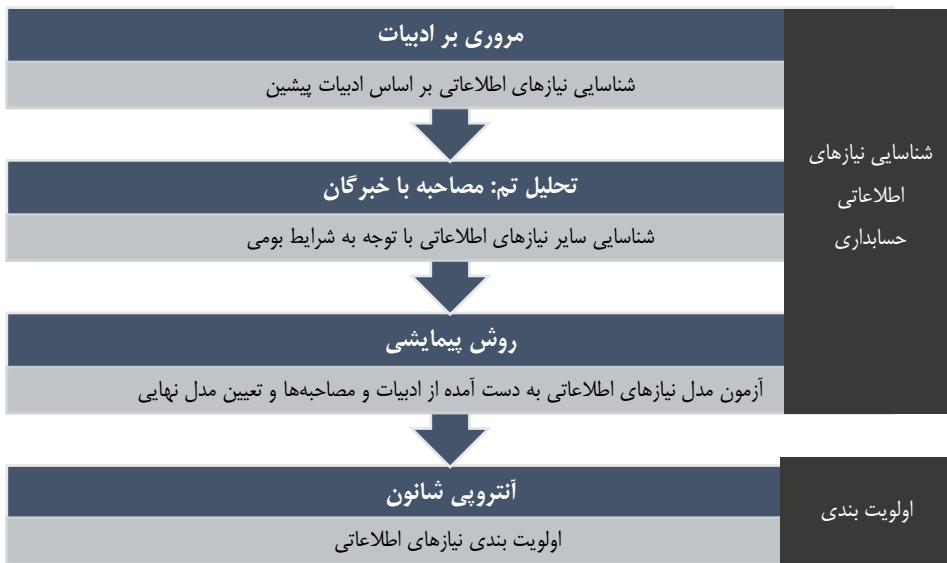 مروری بر ادبیات
شناسایی نیازهای اطلاعاتی بر اساس ادبیات پیشین
تحلیل تم: مصاحبه با خبرگان
شناسایی سایر نیازهای اطلاعاتی با توجه به شرایط بومی
روش پیمایشی
آزمون مدل نیازهای اطلاعاتی به دست آمده از ادبیات و مصاحبه‌ها و تعیین مدل نهایی
شناسایی نیازهای
اطلاعاتی
حسابداری
آنتروپی شانون
اولویت بندی نیازهای اطلاعاتی
اولویت بندی